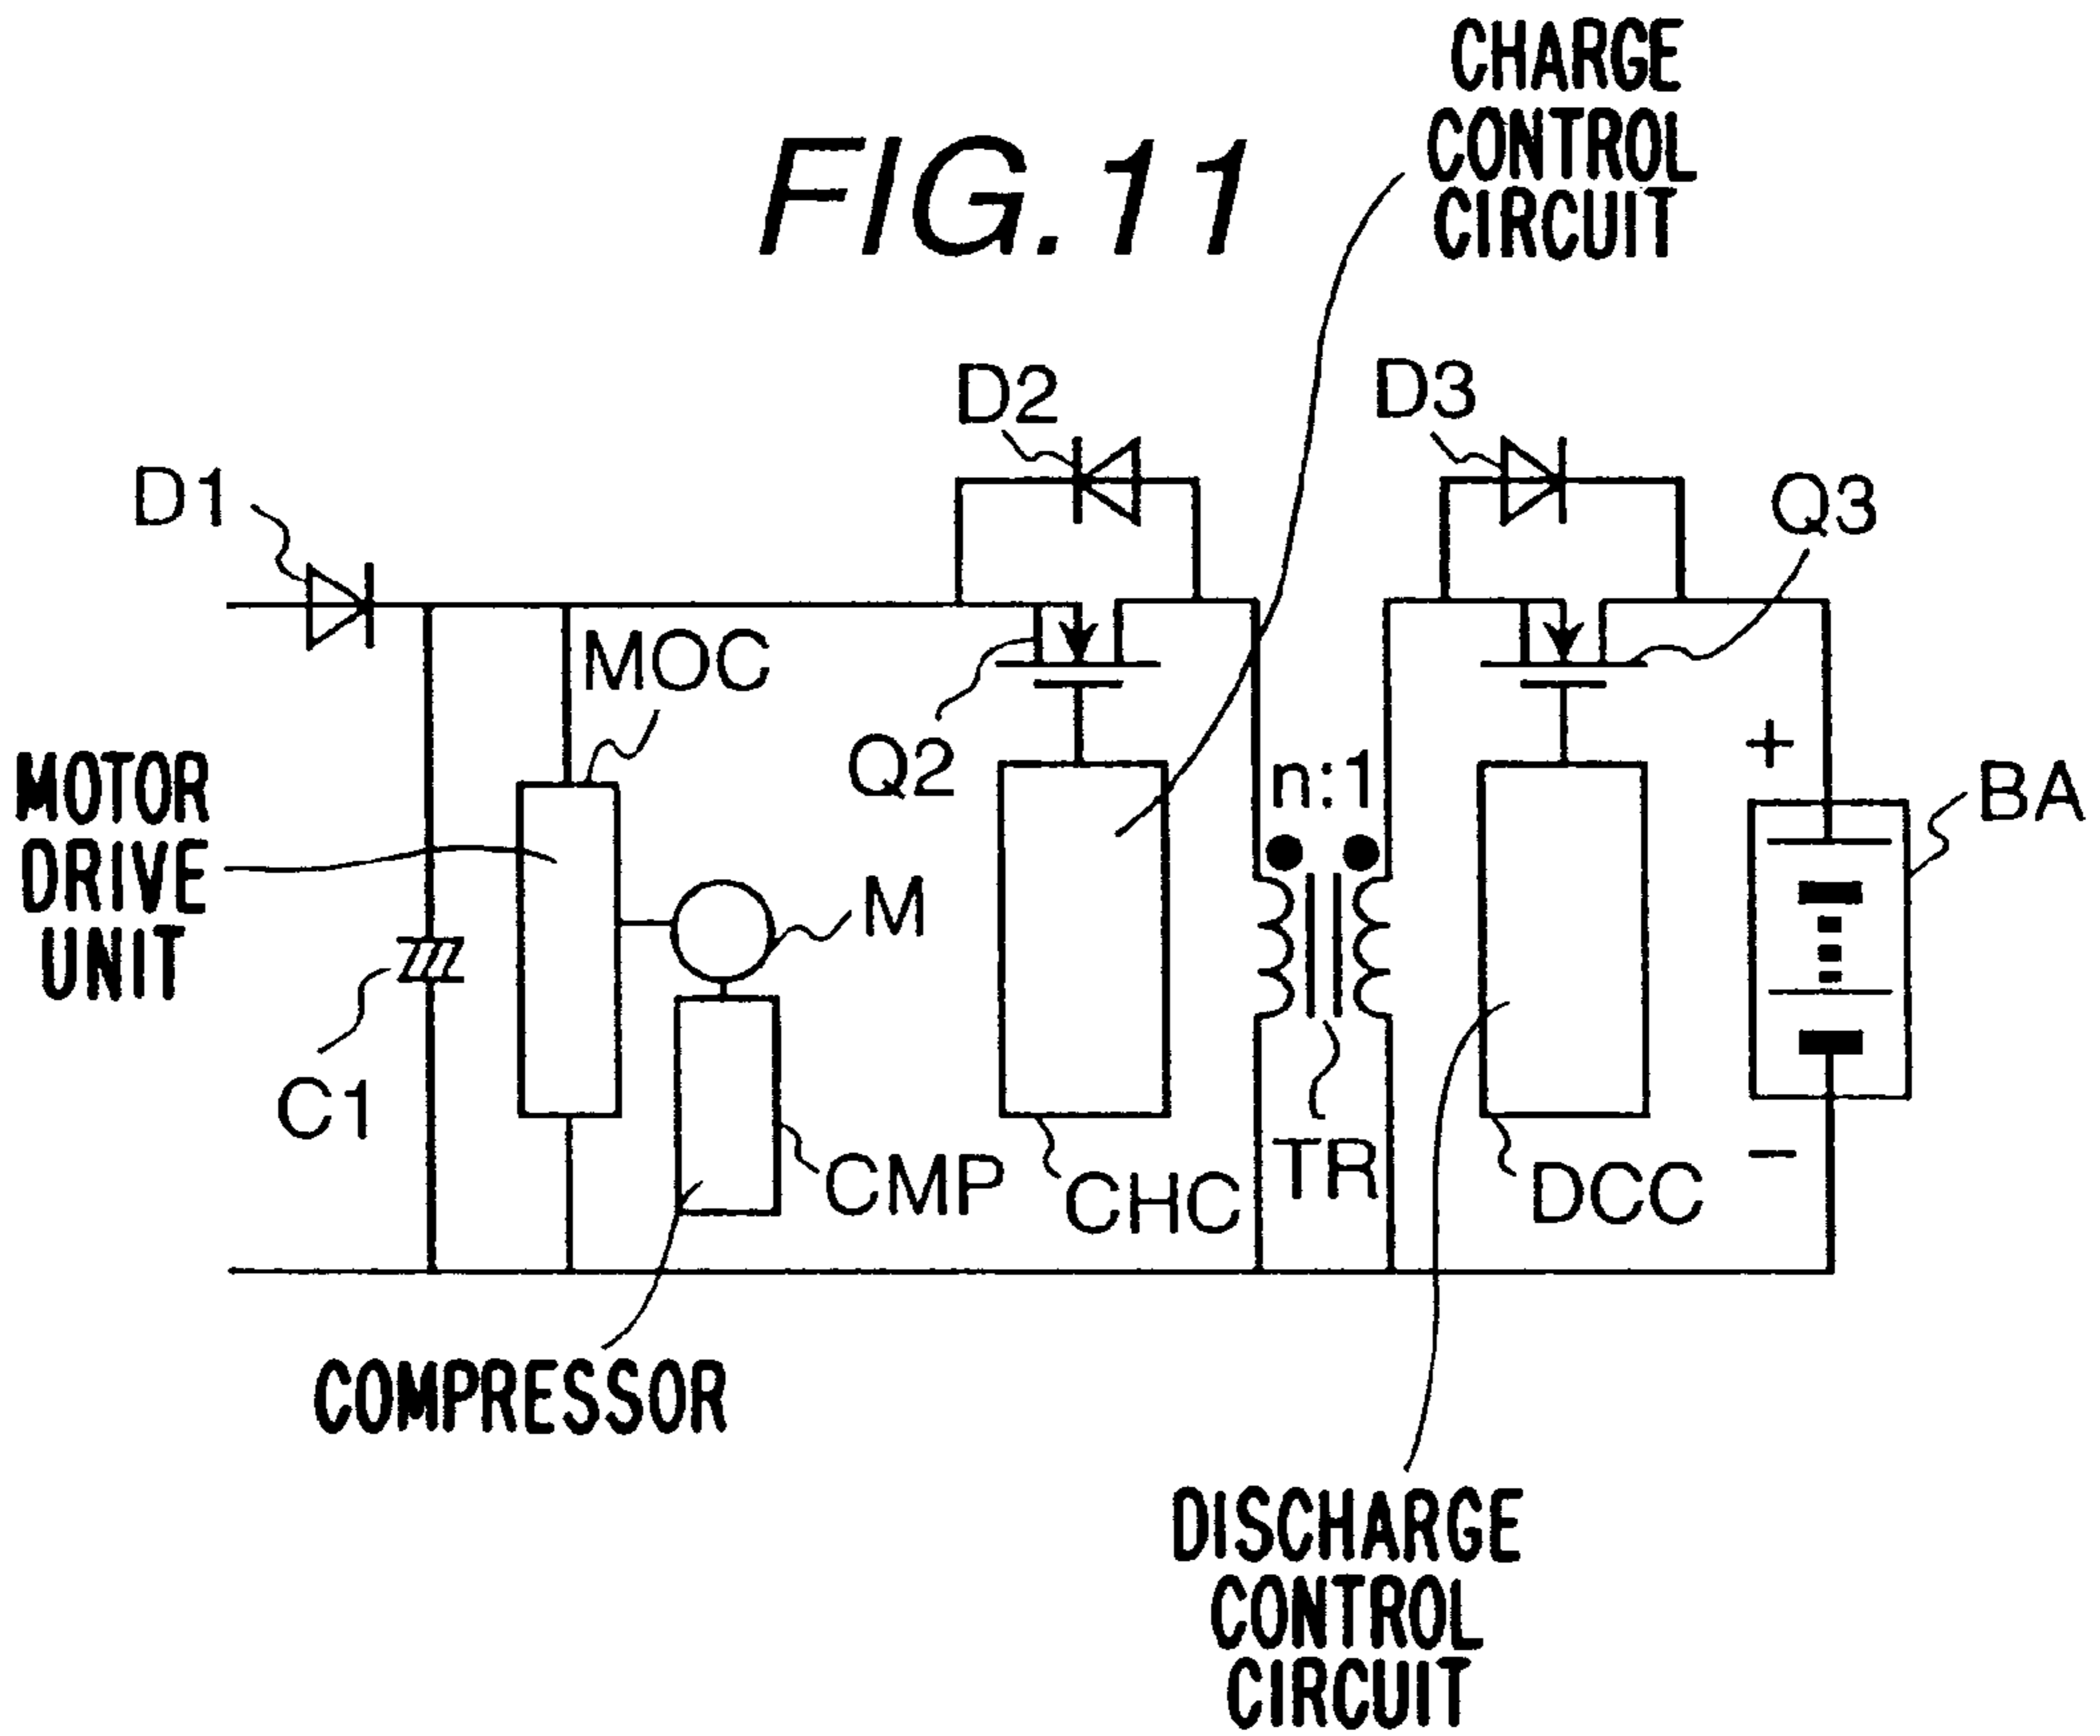 CHARGE
CONTROL
CIRCUIT
FIG.11
D2
D3
D1
Q3
MOC
Q2
n:1
+
BA
MOTOR
DRIVE
UNIT
M
C1
CMP
CHC
TR
DCC
−
COMPRESSOR
DISCHARGE
CONTROL
CIRCUIT